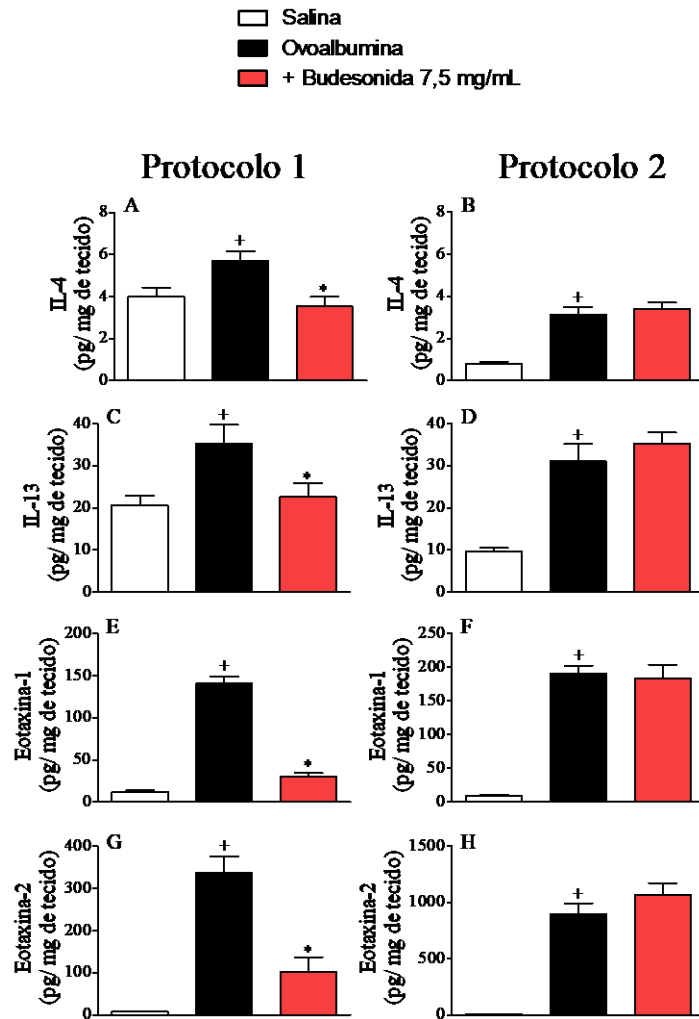 Salina
Ovoalbumina
+ Budesonida 7,5 mg/mL
Protocolo 1
Protocolo 2
A
IL-4
(pg/ mg de tecido)
8
6
4
2
0
+
*
B
IL-4
(pg/ mg de tecido)
8
6
4
2
0
+
C
IL-13
(pg/ mg de tecido)
40
30
20
10
0
+
*
D
IL-13
(pg/ mg de tecido)
40
30
20
10
0
+
E
Eotaxina-1
(pg/ mg de tecido)
200
150
100
50
0
+
*
F
Eotaxina-1
(pg/ mg de tecido)
250
200
150
100
50
0
+
G
Eotaxina-2
(pg/ mg de tecido)
400
300
200
100
0
+
*
H
Eotaxina-2
(pg/ mg de tecido)
1500
1000
500
0
+